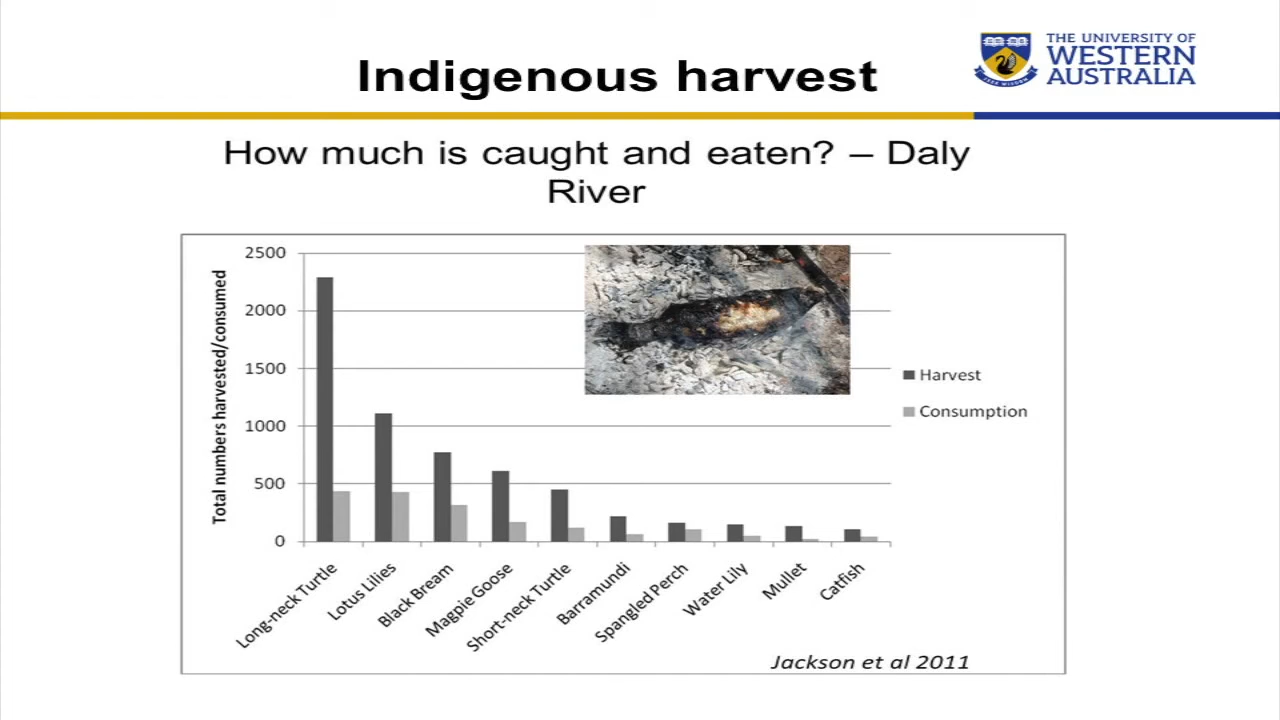 Indigenous harvest
THE UNIVERSITY OF
WESTERN
AUSTRALIA
How much is caught and eaten? – Daly
River
Total numbers harvested/consumed
2500
2000
1500
1000
500
0
Harvest
Consumption
Long-neck Turtle
Lotus Lilies
Black Bream
Magpie Goose
Short-neck Turtle
Barramundi
Spangled Perch
Water Lily
Mullet
Catfish
Jackson et al 2011